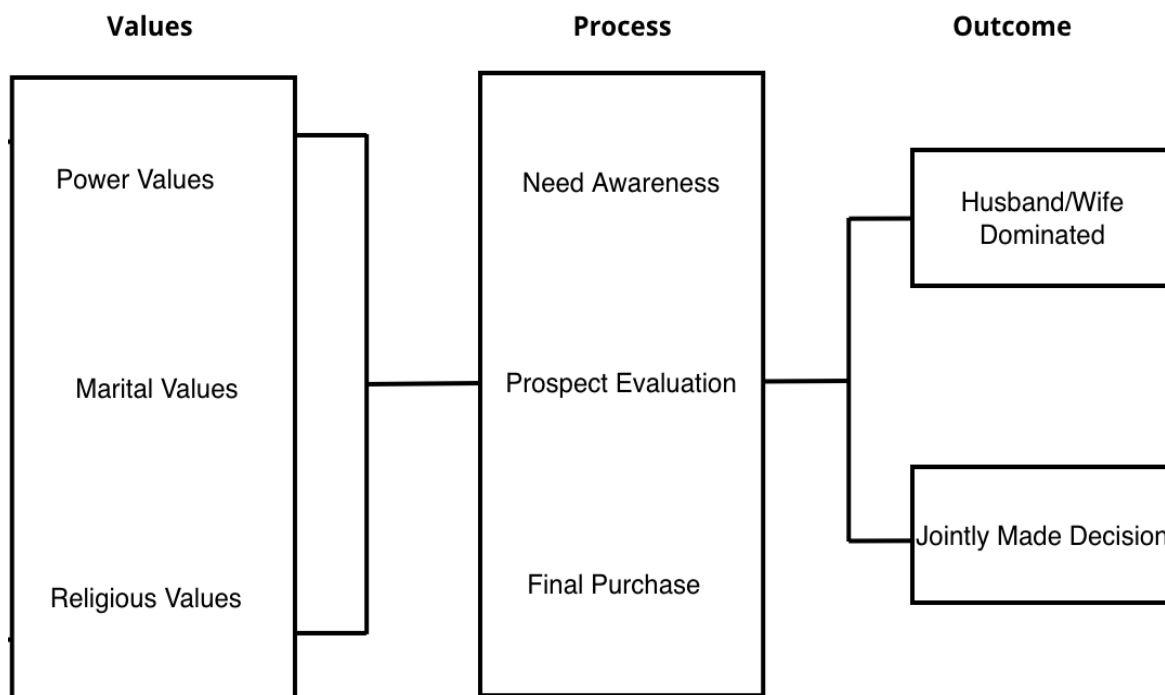 Values
Process
Outcome
Power Values
Marital Values
Religious Values
Need Awareness
Prospect Evaluation
Final Purchase
Husband/Wife
Dominated
Jointly Made Decision